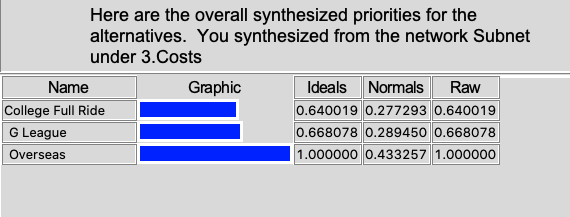 Here are the overall synthesized priorities for the
alternatives. You synthesized from the network Subnet
under 3.Costs
Name Graphic Ideals Normals Raw
College Full Ride 0.640019 0.277293 0.640019
G League 0.668078 0.289450 0.668078
Overseas 1.000000 0.433257 1.000000